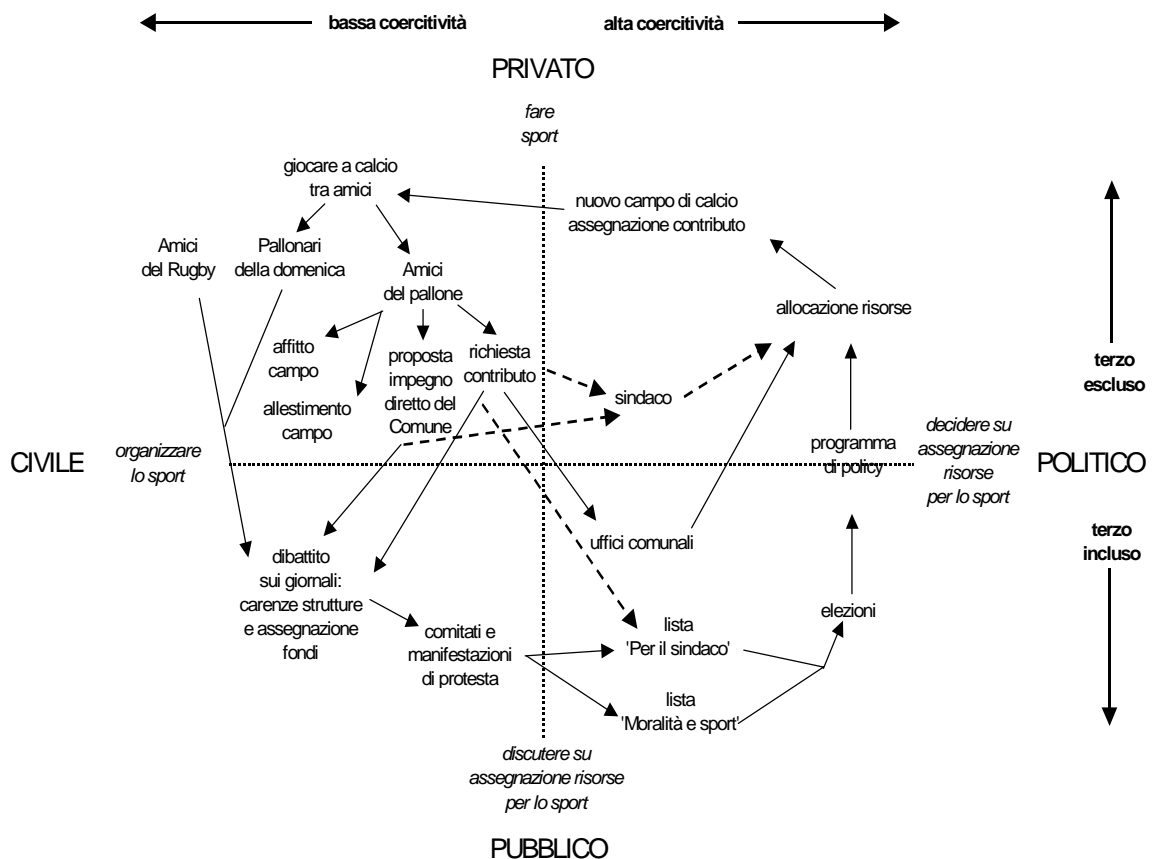 bassa coercitività
alta coercitività
PRIVATO
fare
sport
giocare a calcio
tra amici
nuovo campo di calcio
assegnazione contributo
Amici
del Rugby
Pallonari
della domenica
Amici
del pallone
allocazione risorse
affitto
campo
proposta
impegno
diretto del
Comune
richiesta
contributo
terzo
escluso
sindaco
allestimento
campo
CIVILE
organizzare
lo sport
programma
di policy
decidere su
assegnazione
risorse
per lo sport
POLITICO
terzo
incluso
uffici comunali
dibattito
sui giornali:
carenze strutture
e assegnazione
fondi
comitati e
manifestazioni
di protesta
lista
'Per il sindaco'
elezioni
lista
'Moralità e sport'
discutere su
assegnazione risorse
per lo sport
PUBBLICO